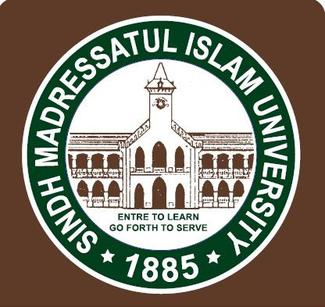 SINDH MADRESSATUL ISLAM UNIVERSITY
ENTRE TO LEARN
GO FORTH TO SERVE
★ 1885 ★